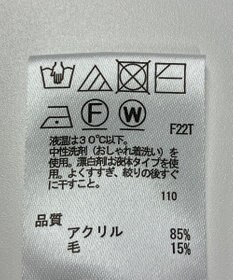 F
W
F22T
液温は30℃以下。
中性洗剤(おしゃれ着洗い)を
使用。漂白剤は液体タイプを使
用。よくすすぎ、絞りの後すぐ
に干すこと。
110
品質
アクリル 85%
毛 15%